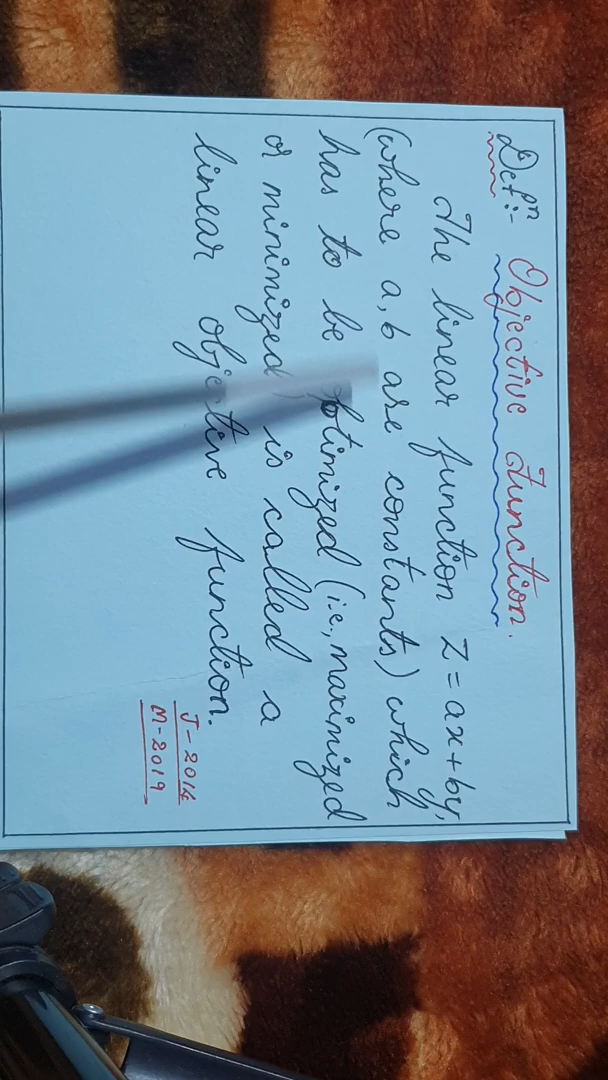 Defⁿ:- Objective Function.
The linear function Z = ax + by,
(where a, b are constants) which
has to be optimized (i.e., maximized
or minimized) is called a
linear objective function.
J-2014
M-2019